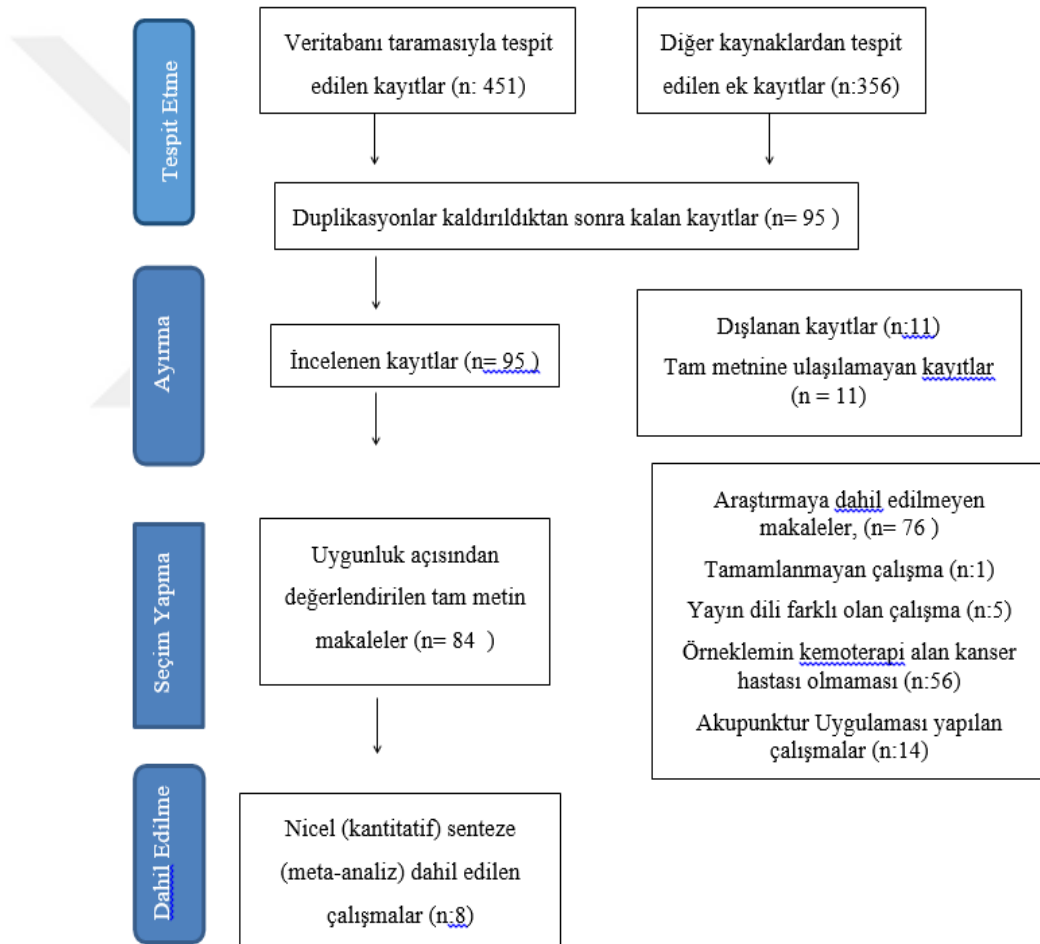 Tespit Etme
Veritabanı taramasıyla tespit
edilen kayıtlar (n: 451)
Diğer kaynaklardan tespit
edilen ek kayıtlar (n:356)
Duplikasyonlar kaldırıldıktan sonra kalan kayıtlar (n= 95 )
Ayırma
İncelenen kayıtlar (n= 95 )
Dışlanan kayıtlar (n:11)
Tam metnine ulaşılamayan kayıtlar
(n = 11)
Seçim Yapma
Uygunluk açısından
değerlendirilen tam metin
makaleler (n= 84 )
Araştırmaya dahil edilmeyen
makaleler, (n= 76 )
Tamamlanmayan çalışma (n:1)
Yayın dili farklı olan çalışma (n:5)
Örneklemin kemoterapi alan kanser
hastası olmaması (n:56)
Akupunktur Uygulaması yapılan
çalışmalar (n:14)
Dahil Edilme
Nicel (kantitatif) senteze
(meta-analiz) dahil edilen
çalışmalar (n:8)